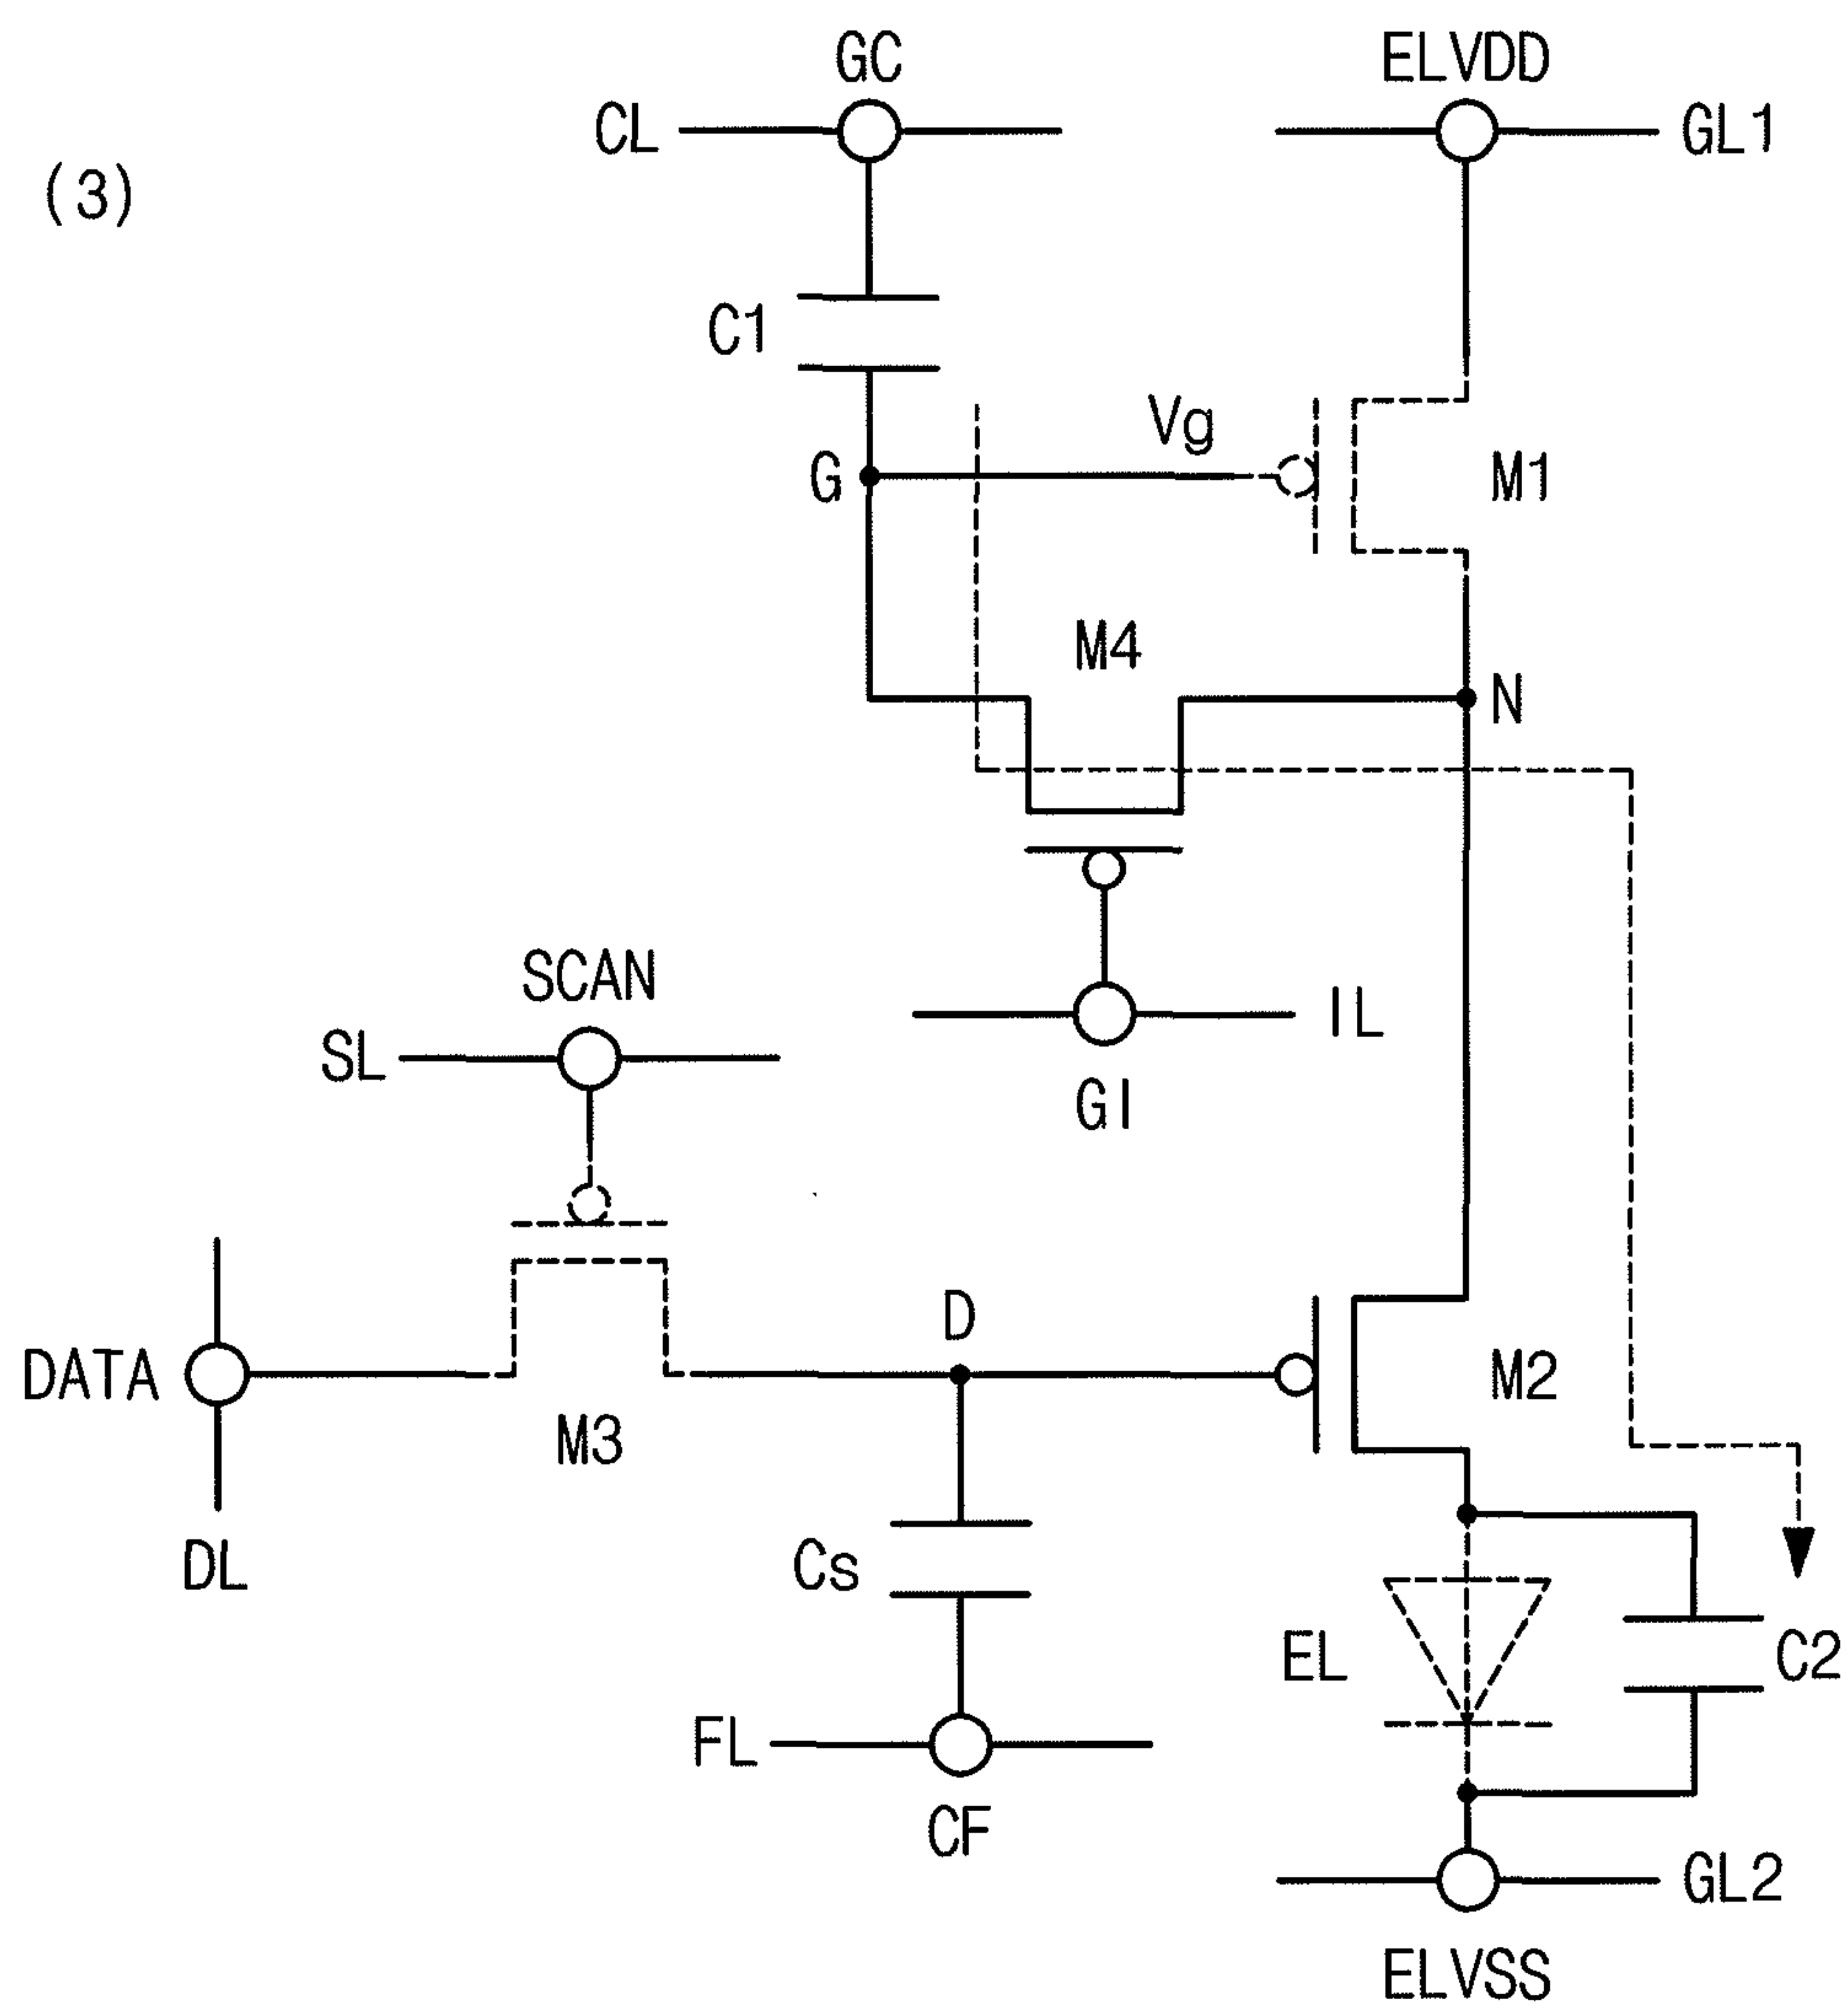 GC
ELVDD
CL
GL1
(3)
C1
Vg
G
M1
M4
N
SCAN
IL
SL
GI
D
DATA
M2
M3
DL
Cs
EL
C2
FL
CF
GL2
ELVSS